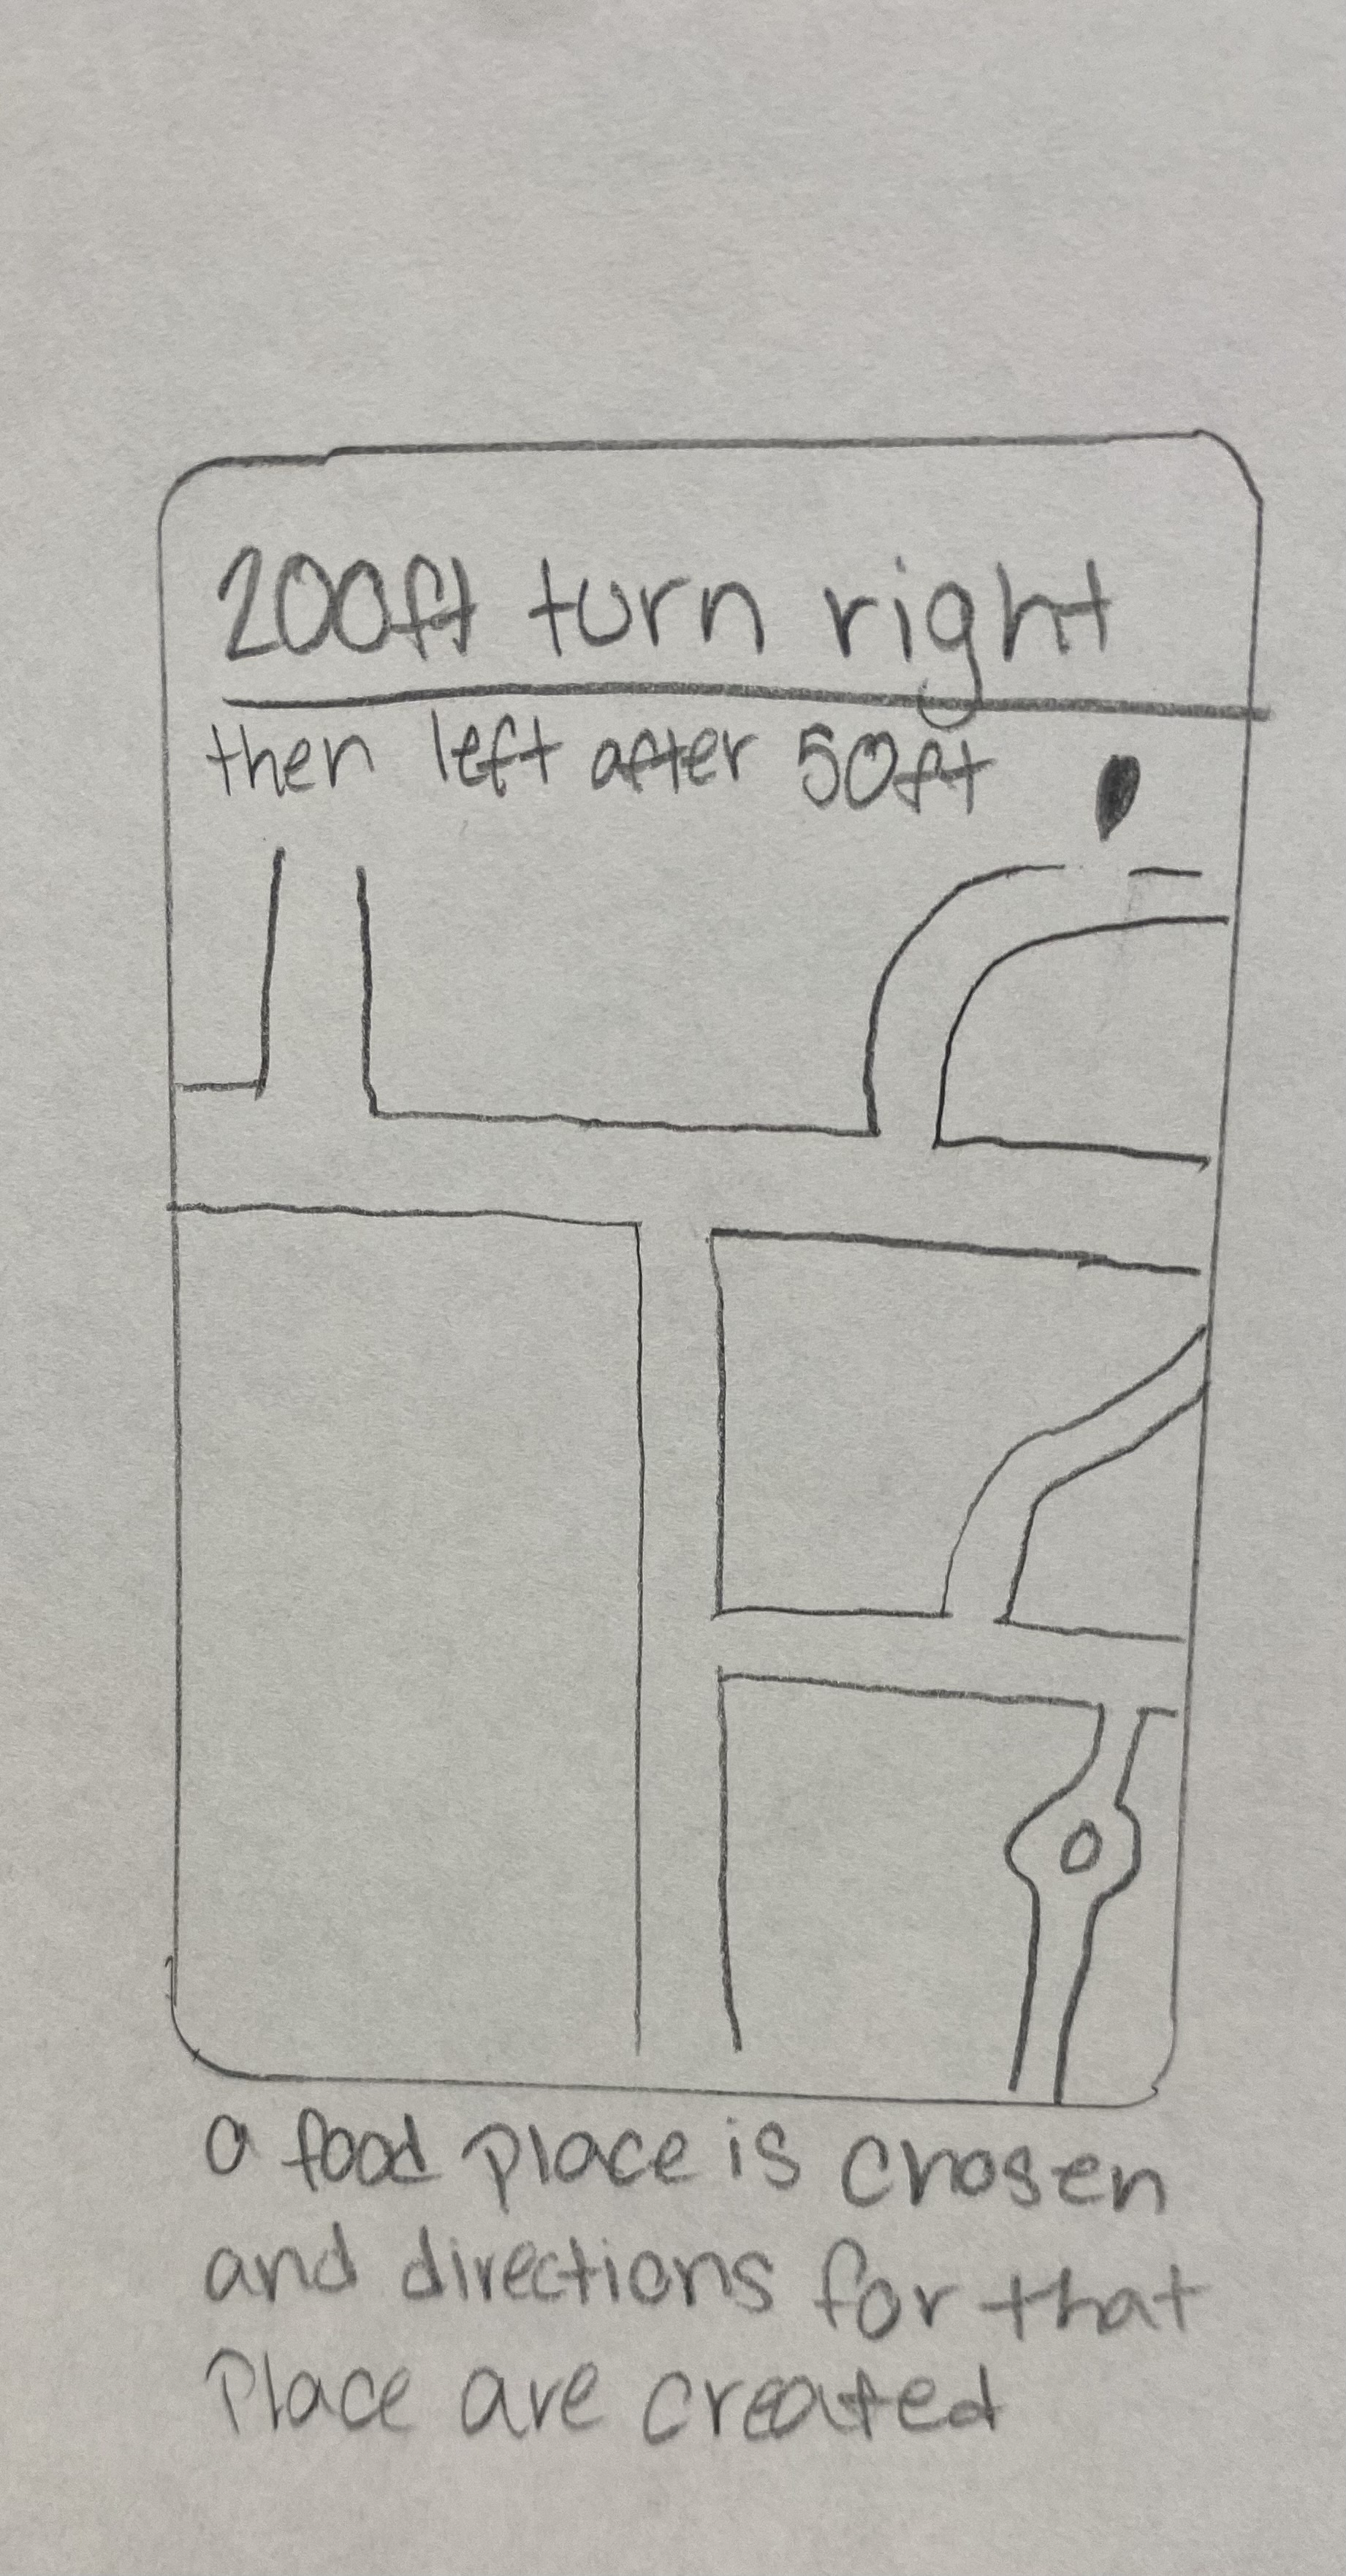 200ft turn right
then left after 50ft
a food place is chosen
and directions for that
Place are created